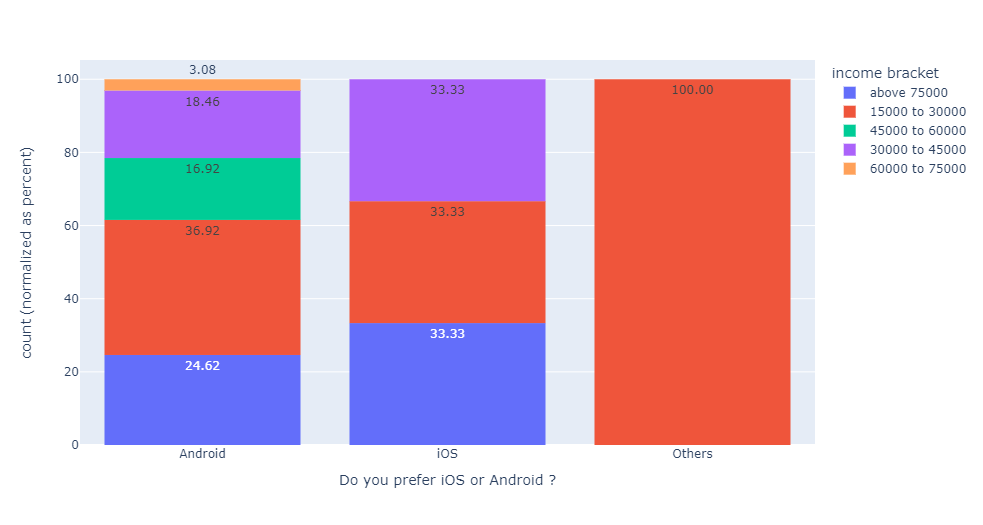 3.08
100
18.46
33.33
100.00
80
16.92
60
36.92
33.33
40
33.33
24.62
20
0
Android
iOS
Others
Do you prefer iOS or Android ?
count (normalized as percent)
income bracket
above 75000
15000 to 30000
45000 to 60000
30000 to 45000
60000 to 75000